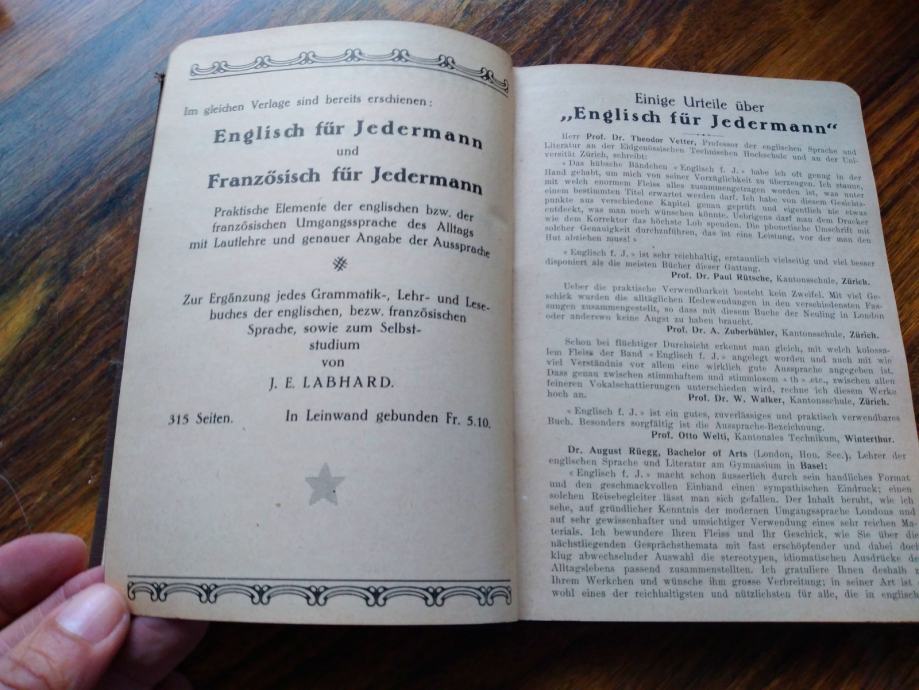 Im gleichen Verlage sind bereits erschienen:
Englisch für Jedermann
und
Französisch für Jedermann
Praktische Elemente der englischen bzw. der
französischen Umgangssprache des Alltags
mit Lautlehre und genauer Angabe der Aussprache
Zur Ergänzung jedes Grammatik-, Lehr- und Lese-
buches der englischen, bezw. französischen
Sprache, sowie zum Selbst-
studium
von
J. E. LABHARD.
315 Seiten. In Leinwand gebunden Fr. 5.10.
Einige Urteile über
„Englisch für Jedermann“
Herr Prof. Dr. Theodor Vetter, Professor der englischen Sprache und
Literatur an der Eidgenössischen Technischen Hochschule und an der Uni-
versität Zürich, schreibt:
«Das hübsche Bändchen «Englisch f. J.» habe ich oft genug in der
Hand gehabt, um mich von seiner Vorzüglichkeit zu überzeugen. Ich staune,
mit welch enormem Fleiss alles zusammengetragen worden ist, was unter
einem bestimmten Titel erwartet werden darf. Ich habe von diesem Gesichts-
punkte aus verschiedene Kapitel genau geprüft und eigentlich nie etwas
entdeckt, was man noch wünschen könnte. Uebrigens darf man dem Drucker
wie dem Korrektor das höchste Lob spenden. Die phonetische Umschrift mit
solcher Genauigkeit durchzuführen, das ist eine Leistung, vor der man den
Hut abziehen muss!»
«Englisch f. J.» ist sehr reichhaltig, erstaunlich vielseitig und viel besser
disponiert als die meisten Bücher dieser Gattung.
Prof. Dr. Paul Rütsche, Kantonsschule, Zürich.
Ueber die praktische Verwendbarkeit besteht kein Zweifel. Mit viel Ge-
schick wurden die alltäglichen Redewendungen in den verschiedensten Fas-
sungen zusammengestellt, so dass mit diesem Buche der Neuling in London
oder anderswo keine Angst zu haben braucht.
Prof. Dr. A. Zuberbühler, Kantonsschule, Zürich.
Schon bei flüchtiger Durchsicht erkennt man gleich, mit welch kolossa-
lem Fleiss der Band «Englisch f. J.» angelegt worden und auch mit wie
viel Verständnis vor allem eine wirklich gute Aussprache angegeben ist.
Dass genau zwischen stimmhaftem und stimmlosem «th» etc., zwischen allen
feineren Vokalschattierungen unterschieden wird, rechne ich diesem Werke
hoch an.
Prof. Dr. W. Walker, Kantonsschule, Zürich.
«Englisch f. J.» ist ein gutes, zuverlässiges und praktisch verwendbares
Buch. Besonders sorgfältig ist die Aussprache-Bezeichnung.
Prof. Otto Welti, Kantonales Technikum, Winterthur.
Dr. August Rüegg, Bachelor of Arts (London, Hon. Sec.), Lehrer der
englischen Sprache und Literatur am Gymnasium in Basel:
«Englisch f. J.» macht schon äusserlich durch sein handliches Format
und den geschmackvollen Einband einen sympathischen Eindruck; einen
solchen Reisebegleiter lässt man sich gefallen. Der Inhalt beruht, wie ich
sehe, auf gründlicher Kenntnis der modernen Umgangssprache Londons und
auf sehr gewissenhafter und umsichtiger Verwendung eines sehr reichen Ma-
terials. Ich bewundere Ihren Fleiss und Ihr Geschick, wie Sie über die
nächstliegenden Gesprächsthemata mit fast erschöpfender und dabei doch
klug abwechselnder Auswahl die stereotypen, idiomatischen Ausdrücke de
Alltagslebens passend zusammenstellen. Ich gratuliere Ihnen deshalb z
Ihrem Werkchen und wünsche ihm grosse Verbreitung; in seiner Art ist
wohl eines der reichhaltigsten und nützlichsten für alle, die in englisch